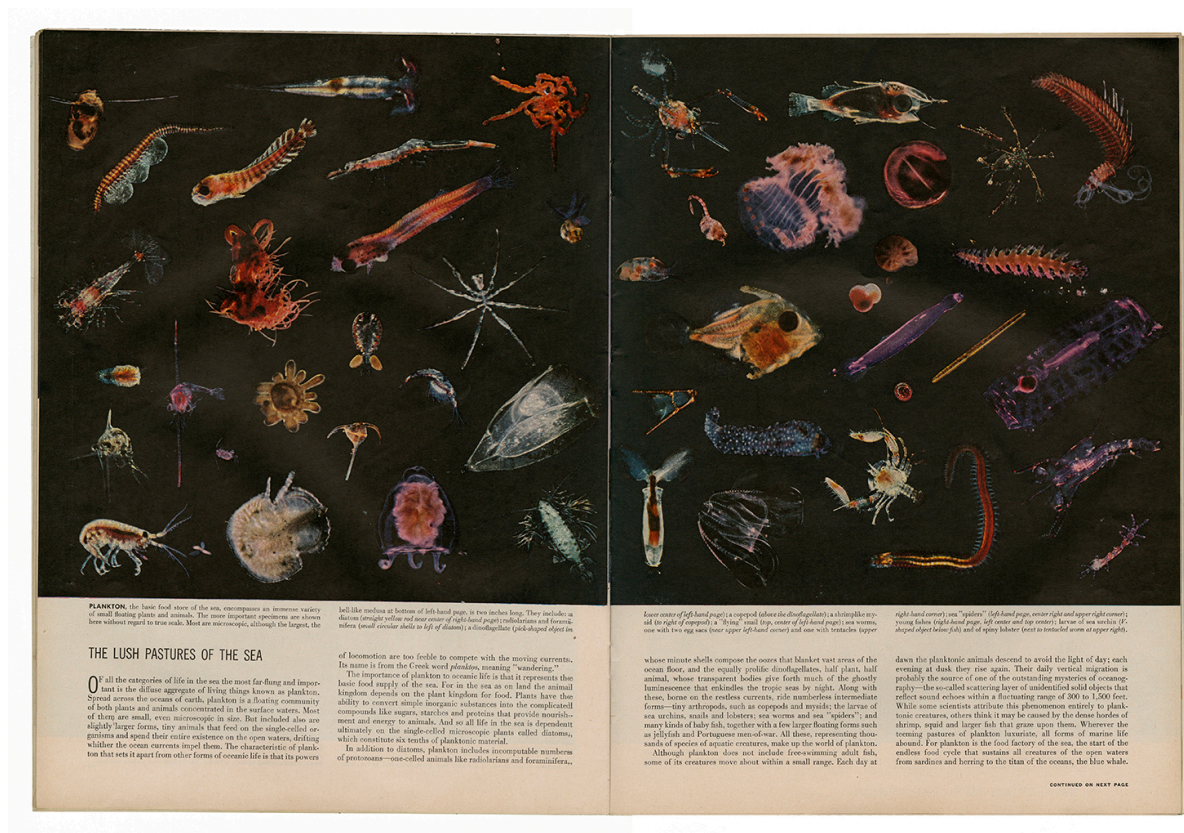 PLANKTON, the basic food store of the sea, encompasses an immense variety
of small floating plants and animals. The more important specimens are shown
here without regard to true scale. Most are microscopic, although the largest, the
bell-like medusa at bottom of left-hand page, is two inches long. They include: a
diatom (straight yellow rod near center of right-hand page); radiolarians and forami-
nifera (small circular shells to left of diatom); a dinoflagellate (pick-shaped object in
lower center of left-hand page); a copepod (above the dinoflagellate); a shrimplike my-
sid (to right of copepod); a "flying" snail (top, center of left-hand page); sea worms,
one with two egg sacs (near upper left-hand corner) and one with tentacles (upper
right-hand corner); sea "spiders" (left-hand page, center right and upper right corner);
young fishes (right-hand page, left center and top center); larvae of sea urchin (V-
shaped object below fish) and of spiny lobster (next to tentacled worm at upper right).
THE LUSH PASTURES OF THE SEA
OF all the categories of life in the sea the most far-flung and impor-
tant is the diffuse aggregate of living things known as plankton.
Spread across the oceans of earth, plankton is a floating community
of both plants and animals concentrated in the surface waters. Most
of them are small, even microscopic in size. But included also are
slightly larger forms, tiny animals that feed on the single-celled or-
ganisms and spend their entire existence on the open waters, drifting
whither the ocean currents impel them. The characteristic of plank-
ton that sets it apart from other forms of oceanic life is that its powers
of locomotion are too feeble to compete with the moving currents.
Its name is from the Greek word plankton, meaning "wandering."
The importance of plankton to oceanic life is that it represents the
basic food supply of the sea. For in the sea as on land the animal
kingdom depends on the plant kingdom for food. Plants have the
ability to convert simple inorganic substances into the complicated
compounds like sugars, starches and proteins that provide nourish-
ment and energy to animals. And so all life in the sea is dependent
ultimately on the single-celled microscopic plants called diatoms,
which constitute six tenths of planktonic material.
In addition to diatoms, plankton includes incomputable numbers
of protozoans—one-celled animals like radiolarians and foraminifera,
whose minute shells compose the oozes that blanket vast areas of the
ocean floor, and the equally prolific dinoflagellates, half plant, half
animal, whose transparent bodies give forth much of the ghostly
luminescence that enkindles the tropic seas by night. Along with
these, borne on the restless currents, ride numberless intermediate
forms—tiny arthropods, such as copepods and mysids; the larvae of
sea urchins, snails and lobsters; sea worms and sea "spiders"; and
many kinds of baby fish, together with a few larger floating forms such
as jellyfish and Portuguese men-of-war. All these, representing thou-
sands of species of aquatic creatures, make up the world of plankton.
Although plankton does not include free-swimming adult fish,
some of its creatures move about within a small range. Each day at
dawn the planktonic animals descend to avoid the light of day; each
evening at dusk they rise again. Their daily vertical migration is
probably the source of one of the outstanding mysteries of oceanog-
raphy—the so-called scattering layer of unidentified solid objects that
reflect sound echoes within a fluctuating range of 300 to 1,500 feet.
While some scientists attribute this phenomenon entirely to plank-
tonic creatures, others think it may be caused by the dense hordes of
shrimp, squid and larger fish that graze upon them. Wherever the
teeming pastures of plankton luxuriate, all forms of marine life
abound. For plankton is the food factory of the sea, the start of the
endless food cycle that sustains all creatures of the open waters
from sardines and herring to the titan of the oceans, the blue whale.
CONTINUED ON NEXT PAGE